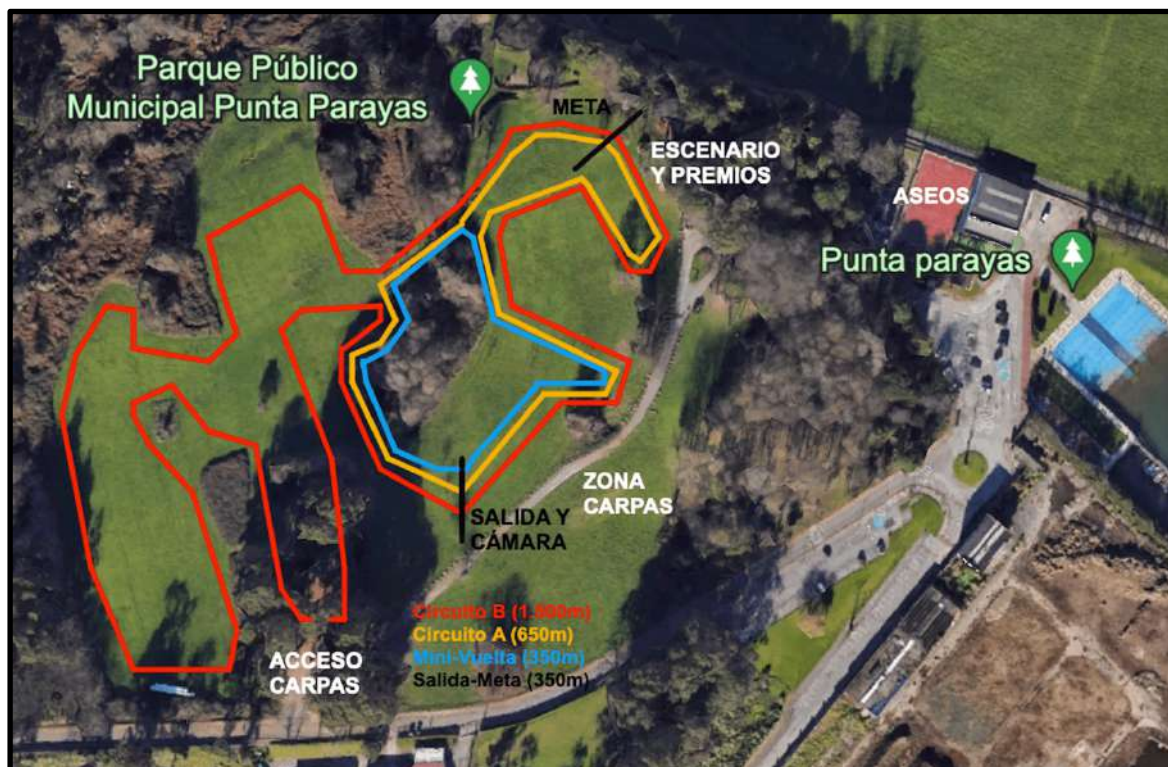 Parque Público
Municipal Punta Parayas
META
ESCENARIO
Y PREMIOS
ASEOS
Punta parayas
ZONA
CARPAS
SALIDA Y
CÁMARA
Circuito B (1.900m)
Circuito A (650m)
Mini-Vuelta (350m)
Salida-Meta (350m)
ACCESO
CARPAS